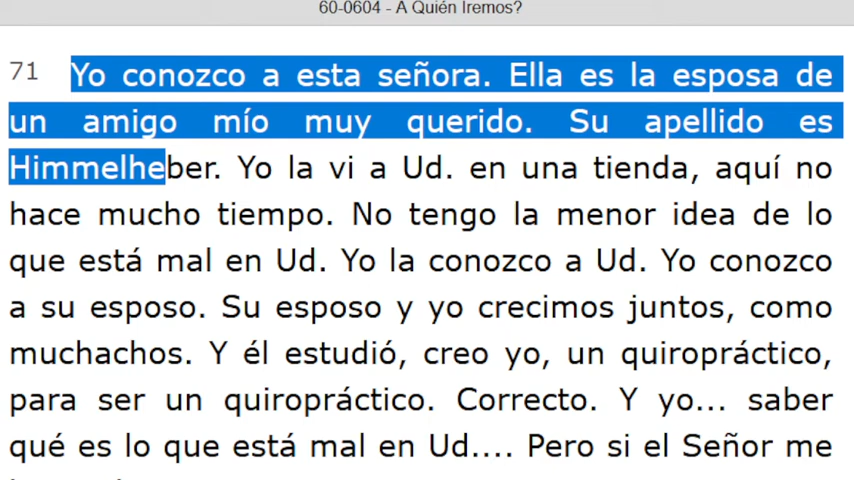 60-0604 - A Quién Iremos?
71 Yo conozco a esta señora. Ella es la esposa de
un amigo mío muy querido. Su apellido es
Himmelheber. Yo la vi a Ud. en una tienda, aquí no
hace mucho tiempo. No tengo la menor idea de lo
que está mal en Ud. Yo la conozco a Ud. Yo conozco
a su esposo. Su esposo y yo crecimos juntos, como
muchachos. Y él estudió, creo yo, un quiropráctico,
para ser un quiropráctico. Correcto. Y yo... saber
qué es lo que está mal en Ud.... Pero si el Señor me